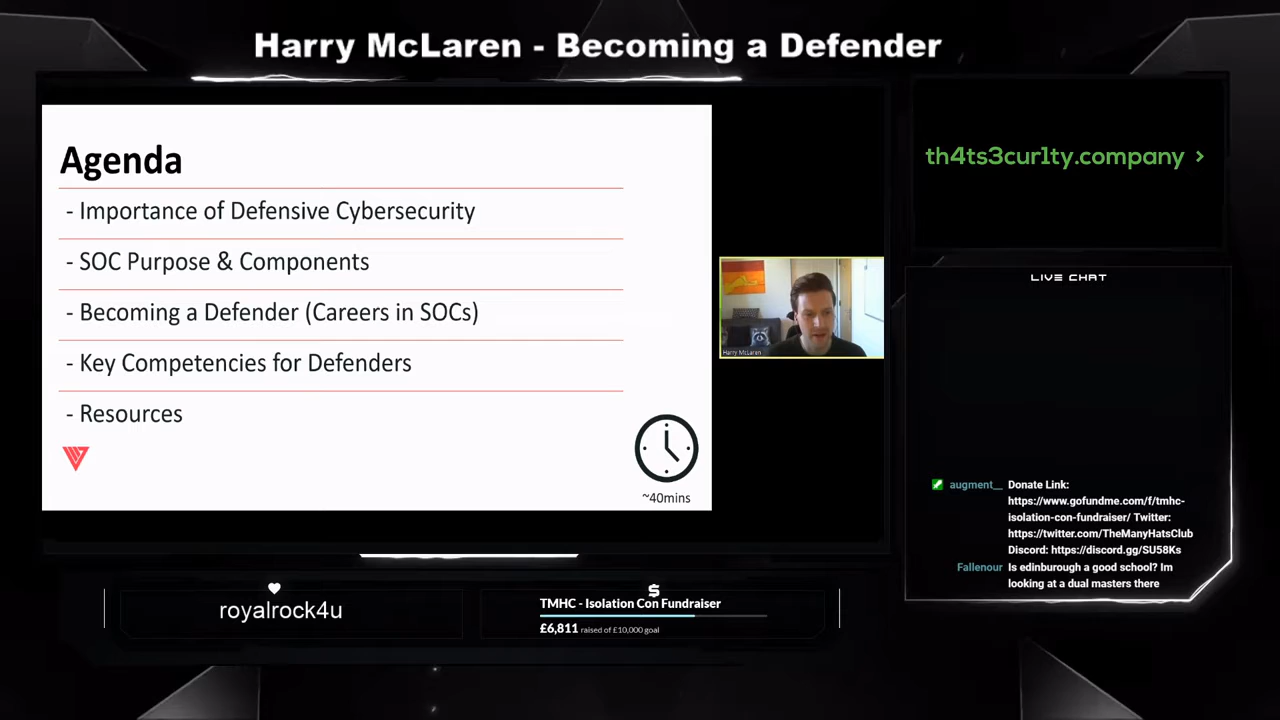 Harry McLaren - Becoming a Defender
Agenda
- Importance of Defensive Cybersecurity
- SOC Purpose & Components
- Becoming a Defender (Careers in SOCs)
- Key Competencies for Defenders
- Resources
~40mins
Harry McLaren
th4ts3cur1ty.company >
LIVE CHAT
augment__ Donate Link:
https://www.gofundme.com/f/tmhc-
isolation-con-fundraiser/ Twitter:
https://twitter.com/TheManyHatsClub
Discord: https://discord.gg/SU58Ks
Fallenour Is edinburough a good school? Im
looking at a dual masters there
royalrock4u
$
TMHC - Isolation Con Fundraiser
£6,811 raised of £10,000 goal